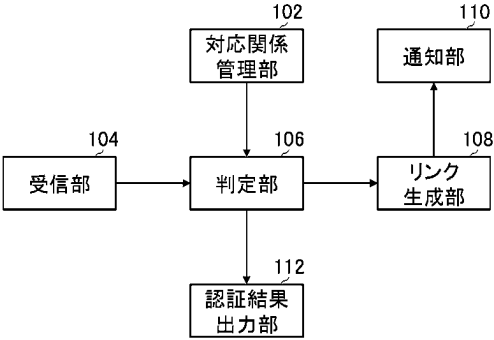 102
対応関係
管理部
110
通知部
104
受信部
106
判定部
108
リンク
生成部
112
認証結果
出力部